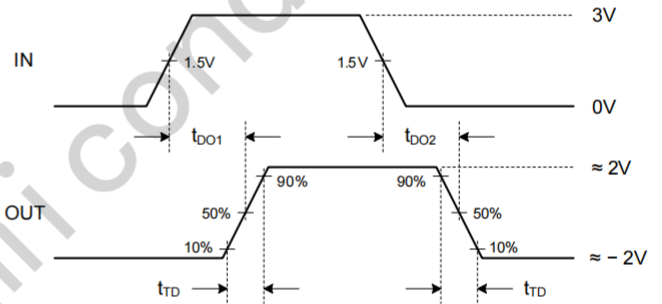 3V
IN
1.5V
1.5V
0V
tDO1
tDO2
≈ 2V
90%
90%
OUT
50%
50%
10%
10%
≈ − 2V
tTD
tTD